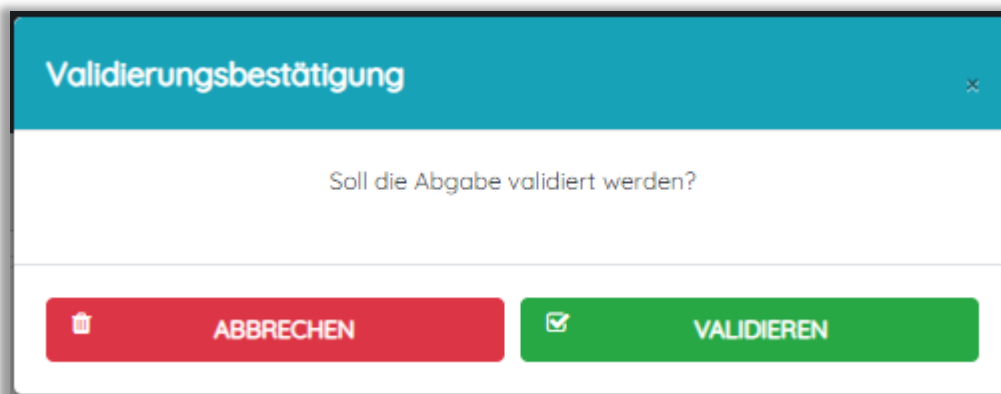 Validierungsbestätigung
×
Soll die Abgabe validiert werden?
ABBRECHEN
VALIDIEREN